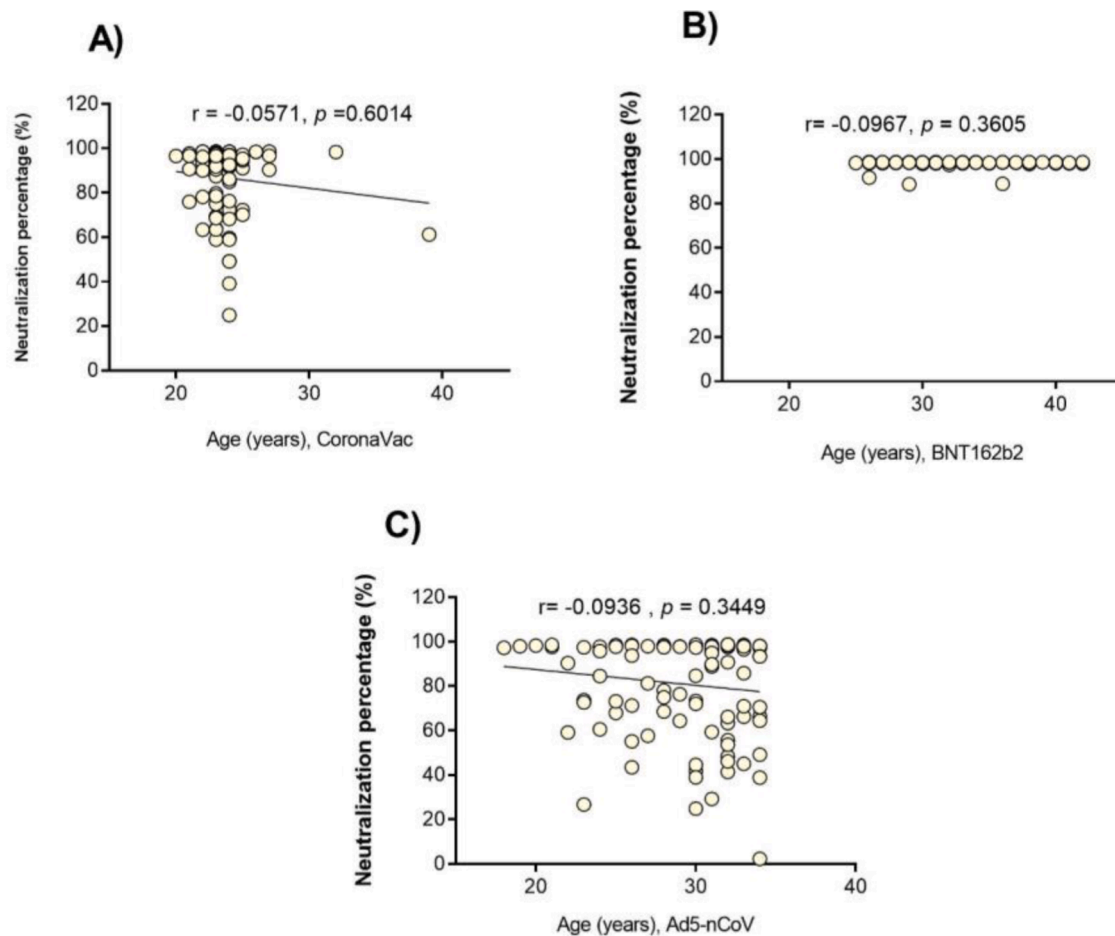 A)
r = -0.0571, p =0.6014
Neutralization percentage (%)
120
100
80
60
40
20
0
20 30 40
Age (years), CoronaVac
B)
r= -0.0967, p = 0.3605
Neutralization percentage (%)
120
100
80
60
40
20
0
20 30 40
Age (years), BNT162b2
C)
r= -0.0936 , p = 0.3449
Neutralization percentage (%)
120
100
80
60
40
20
0
20 30 40
Age (years), Ad5-nCoV